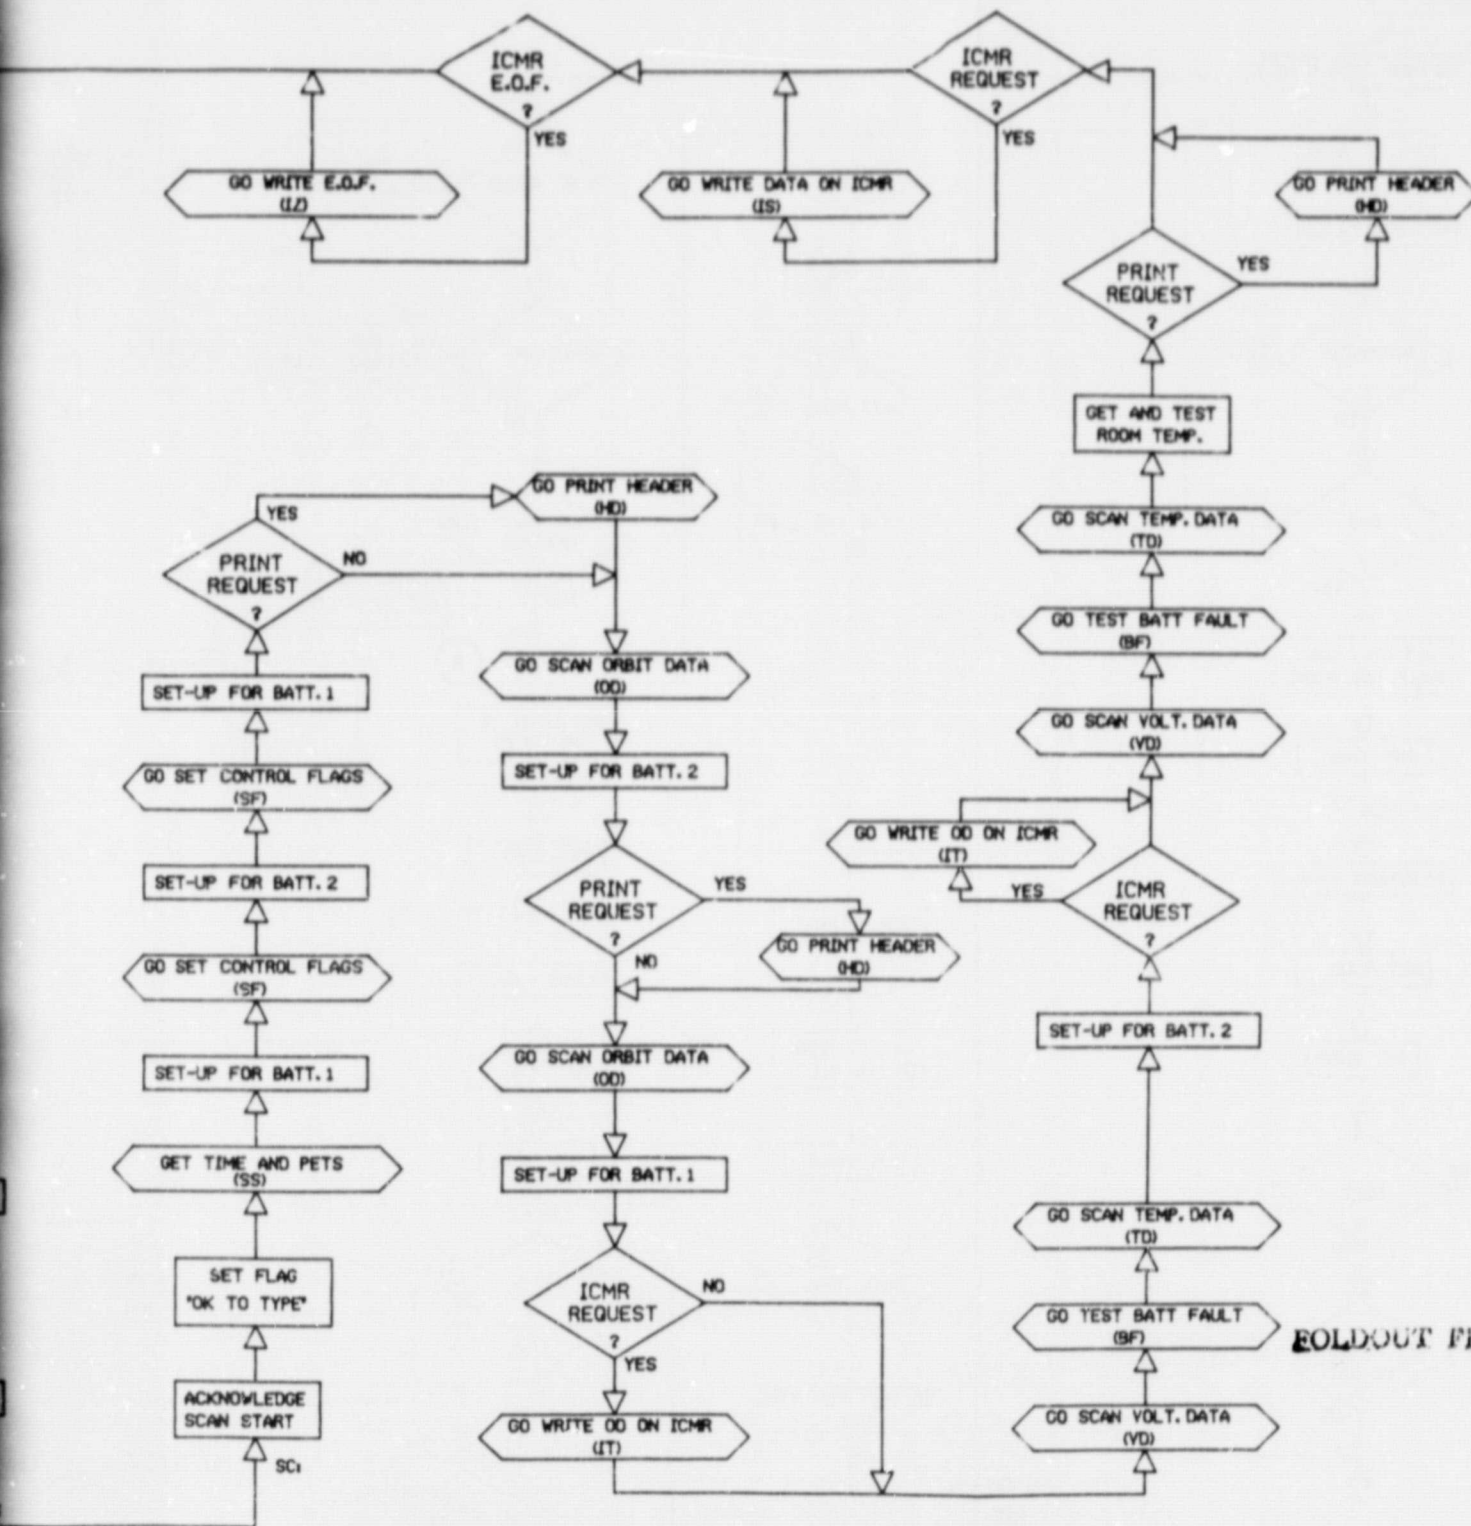 ICMR
E.O.F.
?
YES
GO WRITE E.O.F.
(IZ)
ICMR
REQUEST
?
YES
GO WRITE DATA ON ICMR
(IS)
GO PRINT HEADER
(HD)
PRINT
REQUEST
?
YES
GET AND TEST
ROOM TEMP.
GO SCAN TEMP. DATA
(TD)
GO TEST BATT FAULT
(BF)
GO SCAN VOLT. DATA
(VD)
GO WRITE OD ON ICMR
(IT)
YES
ICMR
REQUEST
?
SET-UP FOR BATT. 2
GO SCAN TEMP. DATA
(TD)
GO TEST BATT FAULT
(BF)
GO SCAN VOLT. DATA
(VD)
GO PRINT HEADER
(HD)
YES
PRINT
REQUEST
?
NO
SET-UP FOR BATT. 1
GO SET CONTROL FLAGS
(SF)
SET-UP FOR BATT. 2
GO SET CONTROL FLAGS
(SF)
SET-UP FOR BATT. 1
GET TIME AND PETS
(SS)
SET FLAG
"OK TO TYPE"
ACKNOWLEDGE
SCAN START
SC1
GO SCAN ORBIT DATA
(OD)
SET-UP FOR BATT. 2
PRINT
REQUEST
?
YES
NO
GO PRINT HEADER
(HD)
GO SCAN ORBIT DATA
(OD)
SET-UP FOR BATT. 1
ICMR
REQUEST
?
NO
YES
GO WRITE OD ON ICMR
(IT)
FOLDOUT